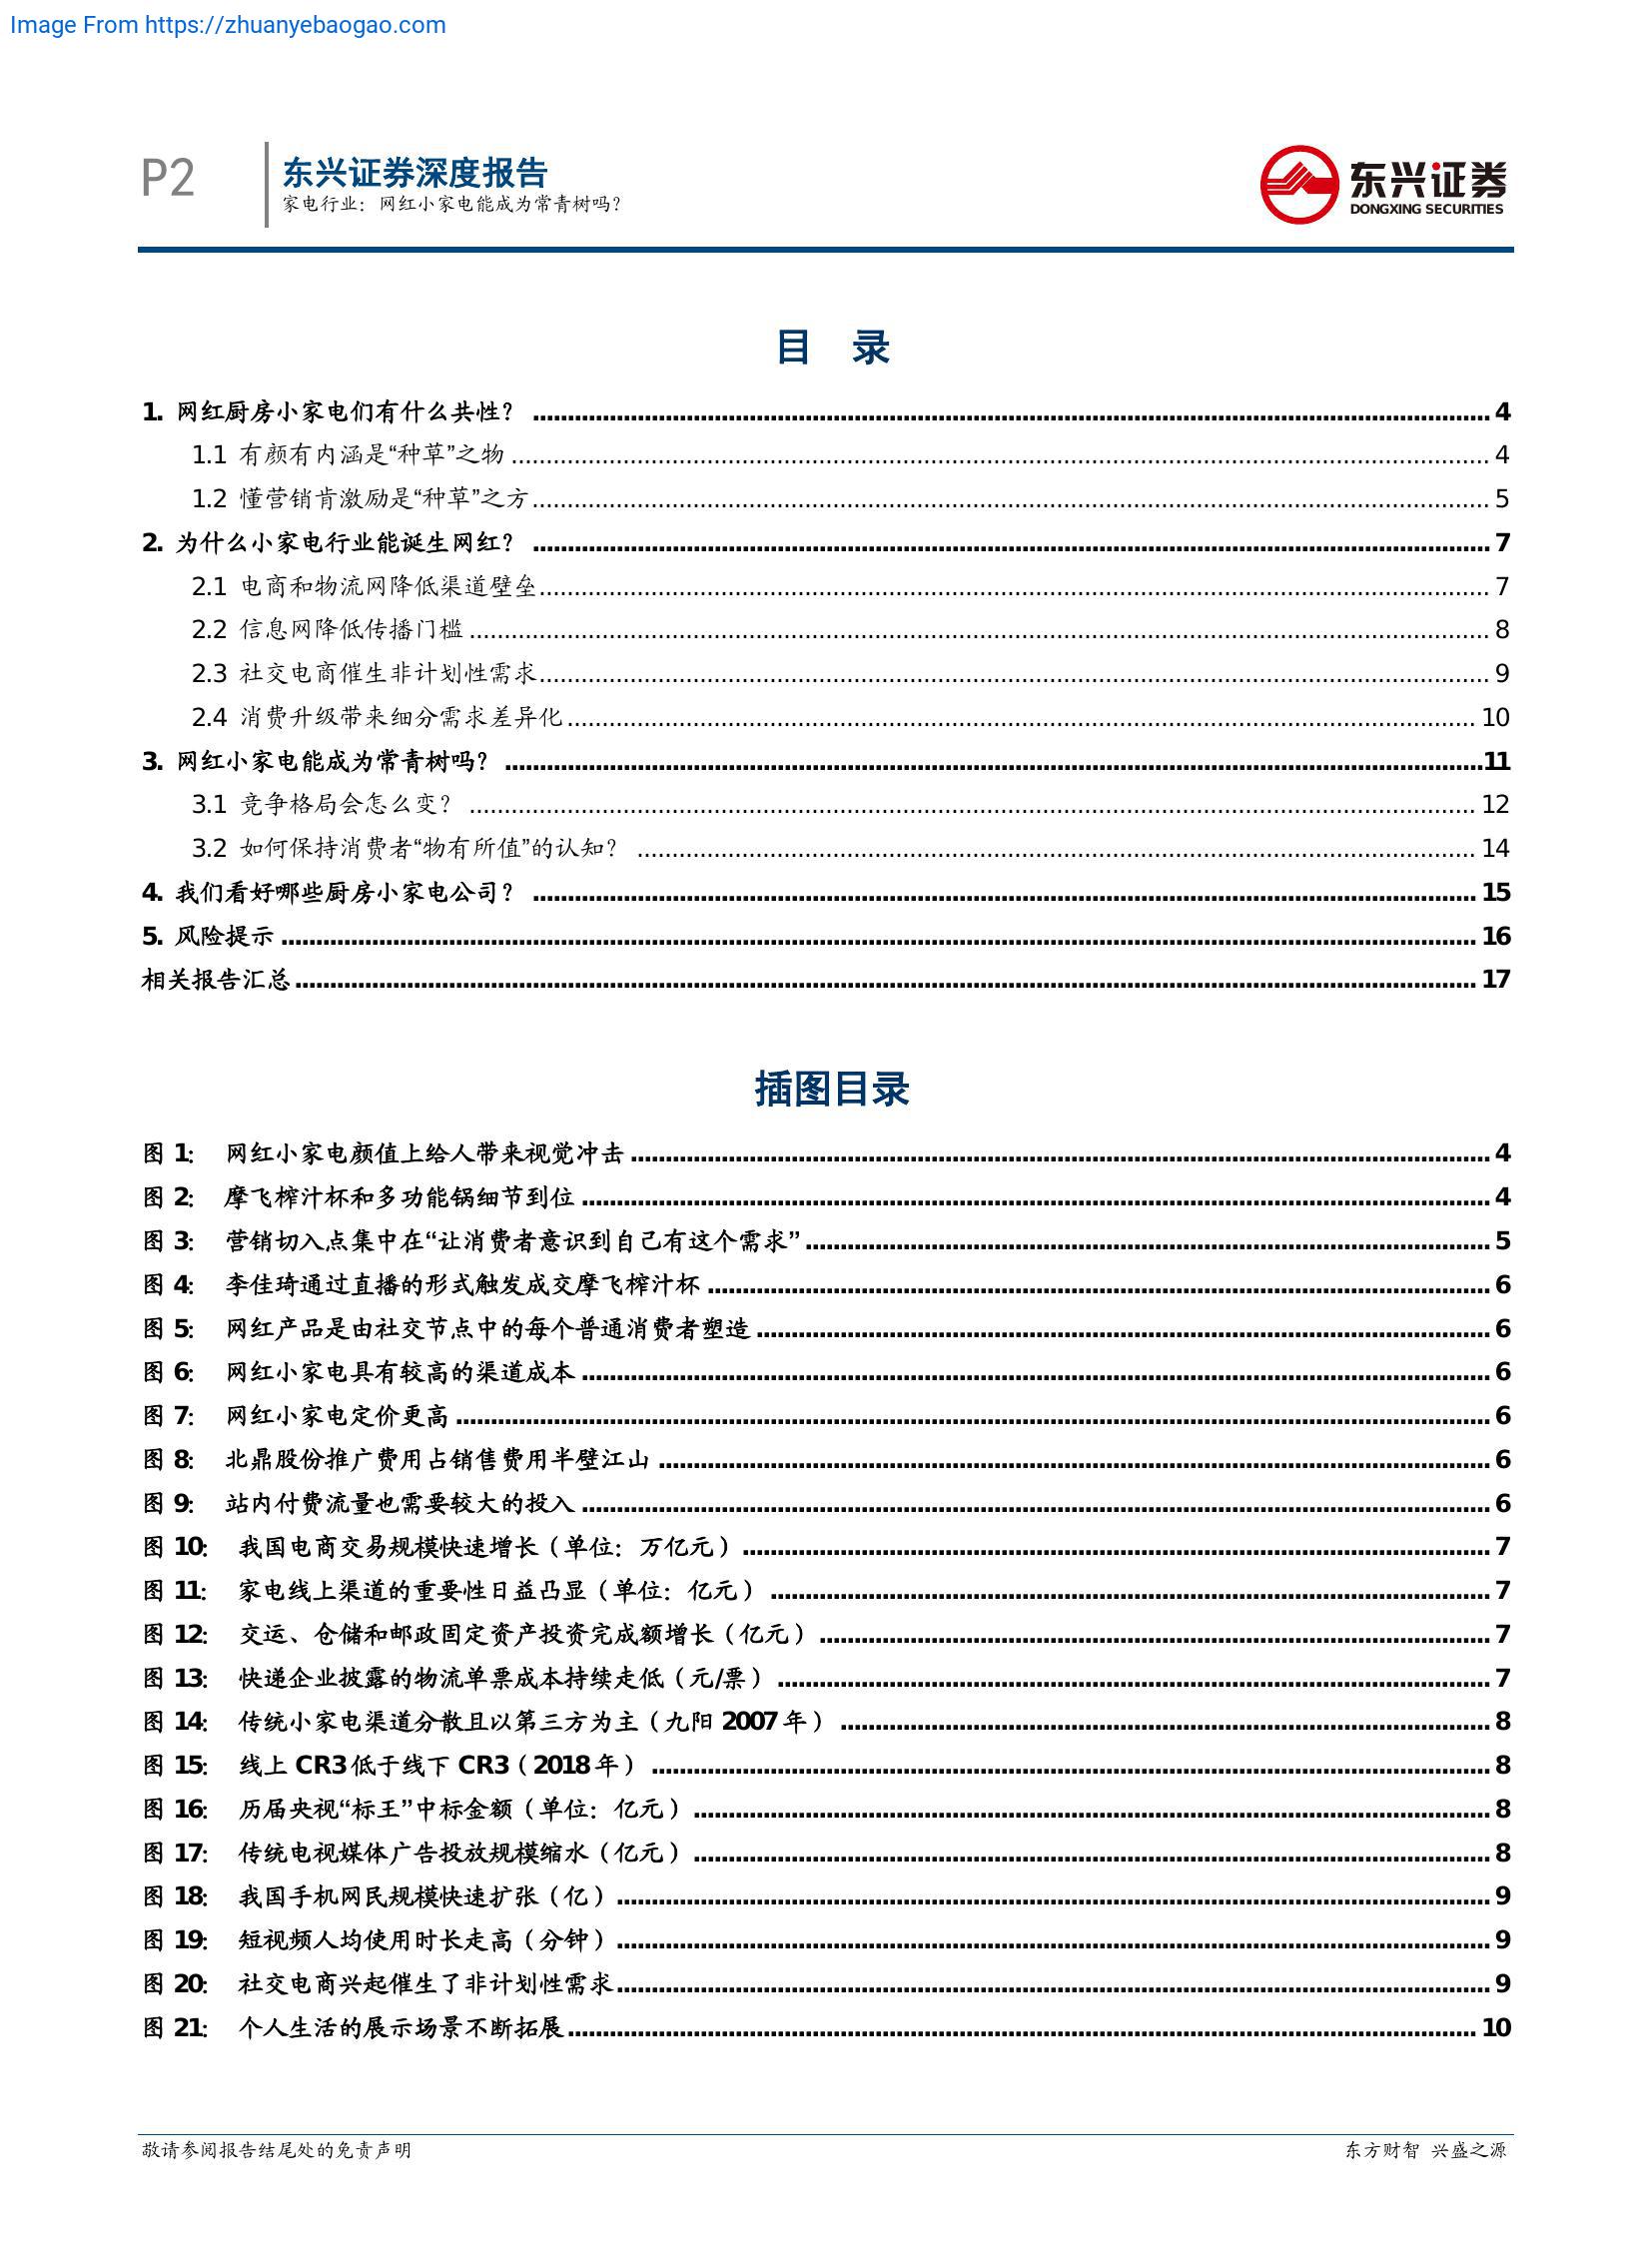 Image From https://zhuanyebaogao.com
P2
东兴证券深度报告
家电行业：网红小家电能成为常青树吗？
东兴证券
DONGXING SECURITIES
目 录
1. 网红厨房小家电们有什么共性？ 4
1.1 有颜有内涵是“种草”之物 4
1.2 懂营销肯激励是“种草”之方 5
2. 为什么小家电行业能诞生网红？ 7
2.1 电商和物流网降低渠道壁垒 7
2.2 信息网降低传播门槛 8
2.3 社交电商催生非计划性需求 9
2.4 消费升级带来细分需求差异化 10
3. 网红小家电能成为常青树吗？ 11
3.1 竞争格局会怎么变？ 12
3.2 如何保持消费者“物有所值”的认知？ 14
4. 我们看好哪些厨房小家电公司？ 15
5. 风险提示 16
相关报告汇总 17
插图目录
图 1： 网红小家电颜值上给人带来视觉冲击 4
图 2： 摩飞榨汁杯和多功能锅细节到位 4
图 3： 营销切入点集中在“让消费者意识到自己有这个需求” 5
图 4： 李佳琦通过直播的形式触发成交摩飞榨汁杯 6
图 5： 网红产品是由社交节点中的每个普通消费者塑造 6
图 6： 网红小家电具有较高的渠道成本 6
图 7： 网红小家电定价更高 6
图 8： 北鼎股份推广费用占销售费用半壁江山 6
图 9： 站内付费流量也需要较大的投入 6
图 10： 我国电商交易规模快速增长（单位：万亿元） 7
图 11： 家电线上渠道的重要性日益凸显（单位：亿元） 7
图 12： 交运、仓储和邮政固定资产投资完成额增长（亿元） 7
图 13： 快递企业披露的物流单票成本持续走低（元/票） 7
图 14： 传统小家电渠道分散且以第三方为主（九阳 2007 年） 8
图 15： 线上 CR3 低于线下 CR3（2018 年） 8
图 16： 历届央视“标王”中标金额（单位：亿元） 8
图 17： 传统电视媒体广告投放规模缩水（亿元） 8
图 18： 我国手机网民规模快速扩张（亿） 9
图 19： 短视频人均使用时长走高（分钟） 9
图 20： 社交电商兴起催生了非计划性需求 9
图 21： 个人生活的展示场景不断拓展 10
敬请参阅报告结尾处的免责声明
东方财智 兴盛之源